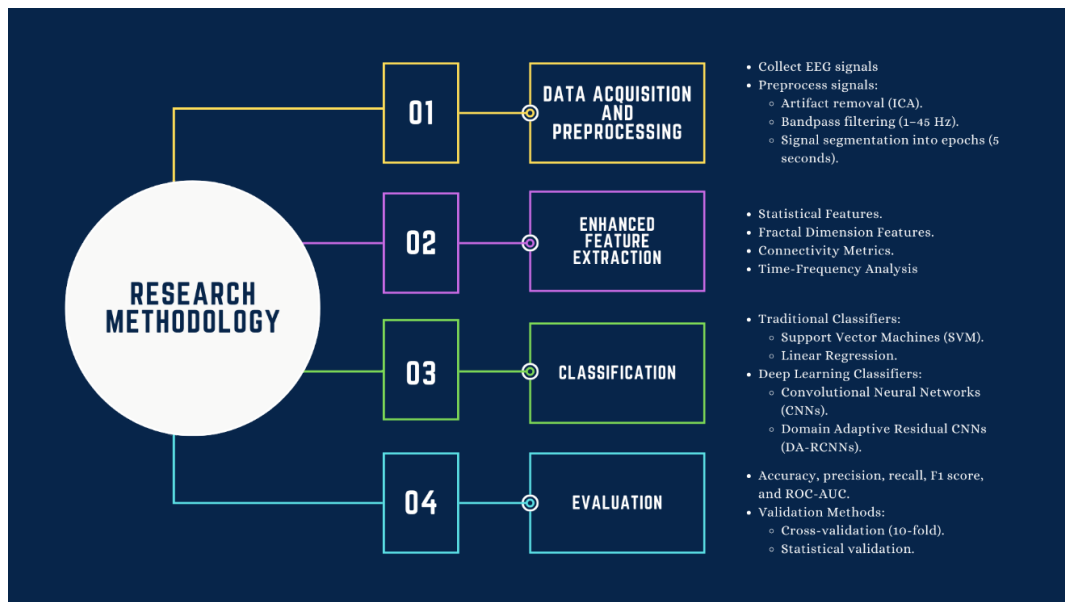 RESEARCH
METHODOLOGY
01
DATA ACQUISITION
AND
PREPROCESSING
• Collect EEG signals
• Preprocess signals:
◦ Artifact removal (ICA).
◦ Bandpass filtering (1–45 Hz).
◦ Signal segmentation into epochs (5
seconds).
02
ENHANCED
FEATURE
EXTRACTION
• Statistical Features.
• Fractal Dimension Features.
• Connectivity Metrics.
• Time-Frequency Analysis
03
CLASSIFICATION
• Traditional Classifiers:
◦ Support Vector Machines (SVM).
◦ Linear Regression.
• Deep Learning Classifiers:
◦ Convolutional Neural Networks
(CNNs).
◦ Domain Adaptive Residual CNNs
(DA-RCNNs).
04
EVALUATION
• Accuracy, precision, recall, F1 score,
and ROC-AUC.
• Validation Methods:
◦ Cross-validation (10-fold).
◦ Statistical validation.